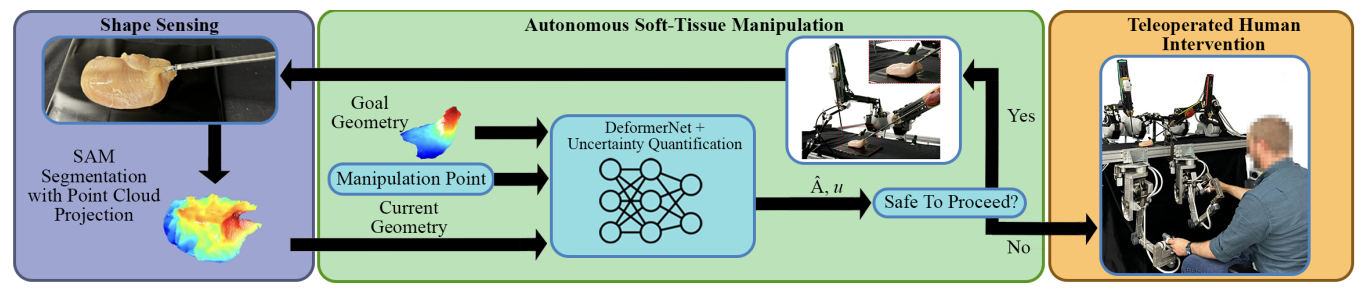 Shape Sensing
SAM
Segmentation
with Point Cloud
Projection
Autonomous Soft-Tissue Manipulation
Goal
Geometry
Manipulation Point
Current
Geometry
DeformerNet +
Uncertainty Quantification
Â, u
Safe To Proceed?
Yes
No
Teleoperated Human
Intervention